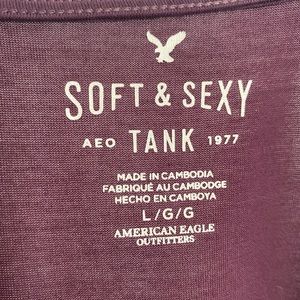 SOFT & SEXY
AEO TANK 1977
MADE IN CAMBODIA
FABRIQUÉ AU CAMBODGE
HECHO EN CAMBOYA
L/G/G
AMERICAN EAGLE
OUTFITTERS